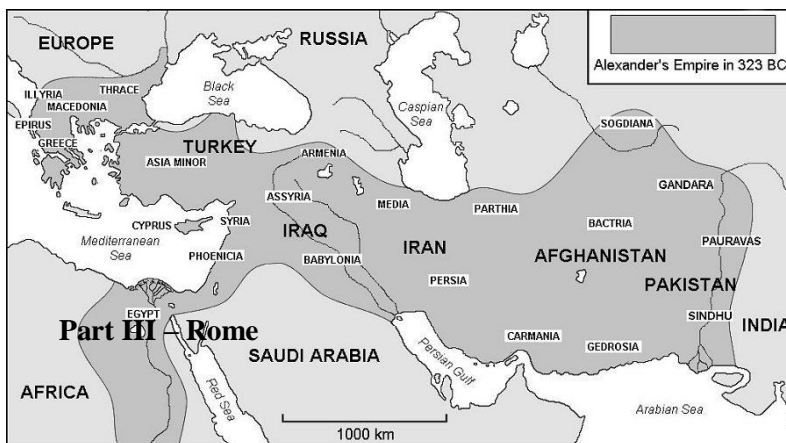 EUROPE
RUSSIA
Alexander's Empire in 323 BC
Black
Sea
Caspian
Sea
ILLYRIA
THRACE
MACEDONIA
EPIRUS
GREECE
TURKEY
ASIA MINOR
ARMENIA
SOGDIANA
ASSYRIA
MEDIA
PARTHIA
GANDARA
CYPRUS
SYRIA
BACTRIA
Mediterranean
Sea
IRAQ
IRAN
AFGHANISTAN
PAURAVAS
PHOENICIA
BABYLONIA
PERSIA
PAKISTAN
EGYPT
SINDHU
INDIA
Part III – Rome
SAUDI ARABIA
Persian Gulf
CARMANIA
GEDROSIA
AFRICA
Red Sea
Arabian Sea
1000 km